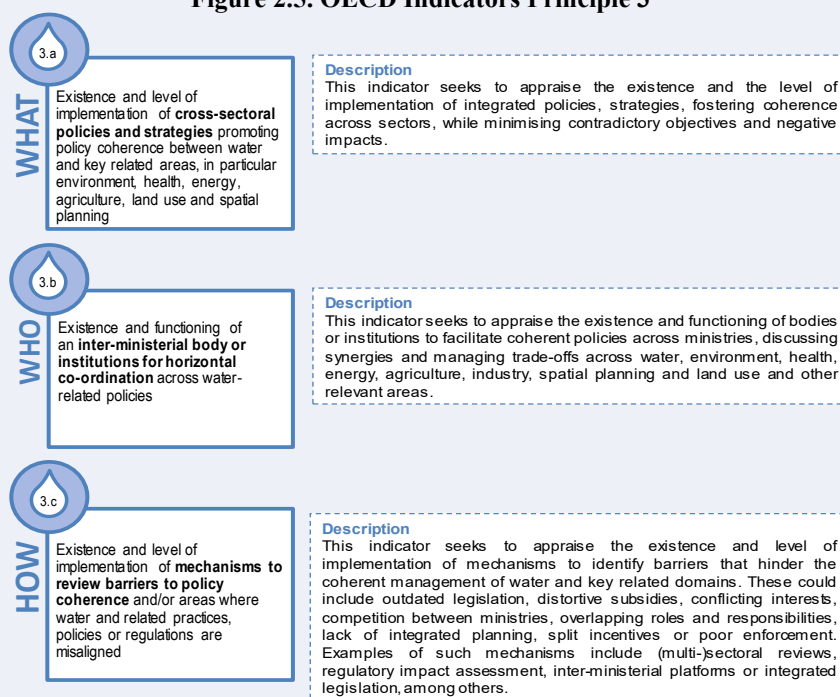 Figure 2.3. OECD Indicators Principle 3
3.a
WHAT
Existence and level of
implementation of cross-sectoral
policies and strategies promoting
policy coherence between water
and key related areas, in particular
environment, health, energy,
agriculture, land use and spatial
planning
Description
This indicator seeks to appraise the existence and the level of
implementation of integrated policies, strategies, fostering coherence
across sectors, while minimising contradictory objectives and negative
impacts.
3.b
WHO
Existence and functioning of
an inter-ministerial body or
institutions for horizontal
co-ordination across water-
related policies
Description
This indicator seeks to appraise the existence and functioning of bodies
or institutions to facilitate coherent policies across ministries, discussing
synergies and managing trade-offs across water, environment, health,
energy, agriculture, industry, spatial planning and land use and other
relevant areas.
3.c
HOW
Existence and level of
implementation of mechanisms to
review barriers to policy
coherence and/or areas where
water and related practices,
policies or regulations are
misaligned
Description
This indicator seeks to appraise the existence and level of
implementation of mechanisms to identify barriers that hinder the
coherent management of water and key related domains. These could
include outdated legislation, distortive subsidies, conflicting interests,
competition between ministries, overlapping roles and responsibilities,
lack of integrated planning, split incentives or poor enforcement.
Examples of such mechanisms include (multi-)sectoral reviews,
regulatory impact assessment, inter-ministerial platforms or integrated
legislation, among others.